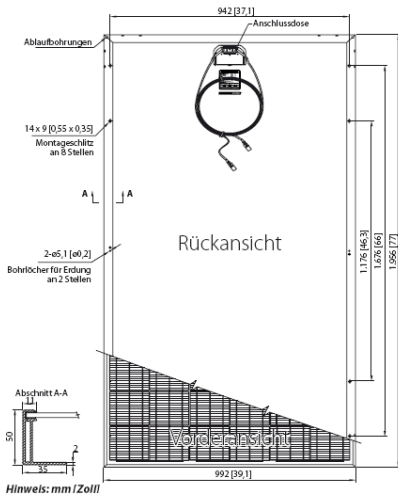 942 [37,1]
Anschlussdose
Ablaufbohrungen
14 x 9 [0,55 x 0,35]
Montageschlitz
an 8 Stellen
A A
Rückansicht
2-ø5,1 [ø0,2]
Bohrlöcher für Erdung
an 2 Stellen
1.176 [46,3]
1.676 [66]
1.956 [77]
Abschnitt A-A
11
50
2
35
Vorderansicht
992 [39,1]
Hinweis: mm [Zoll]